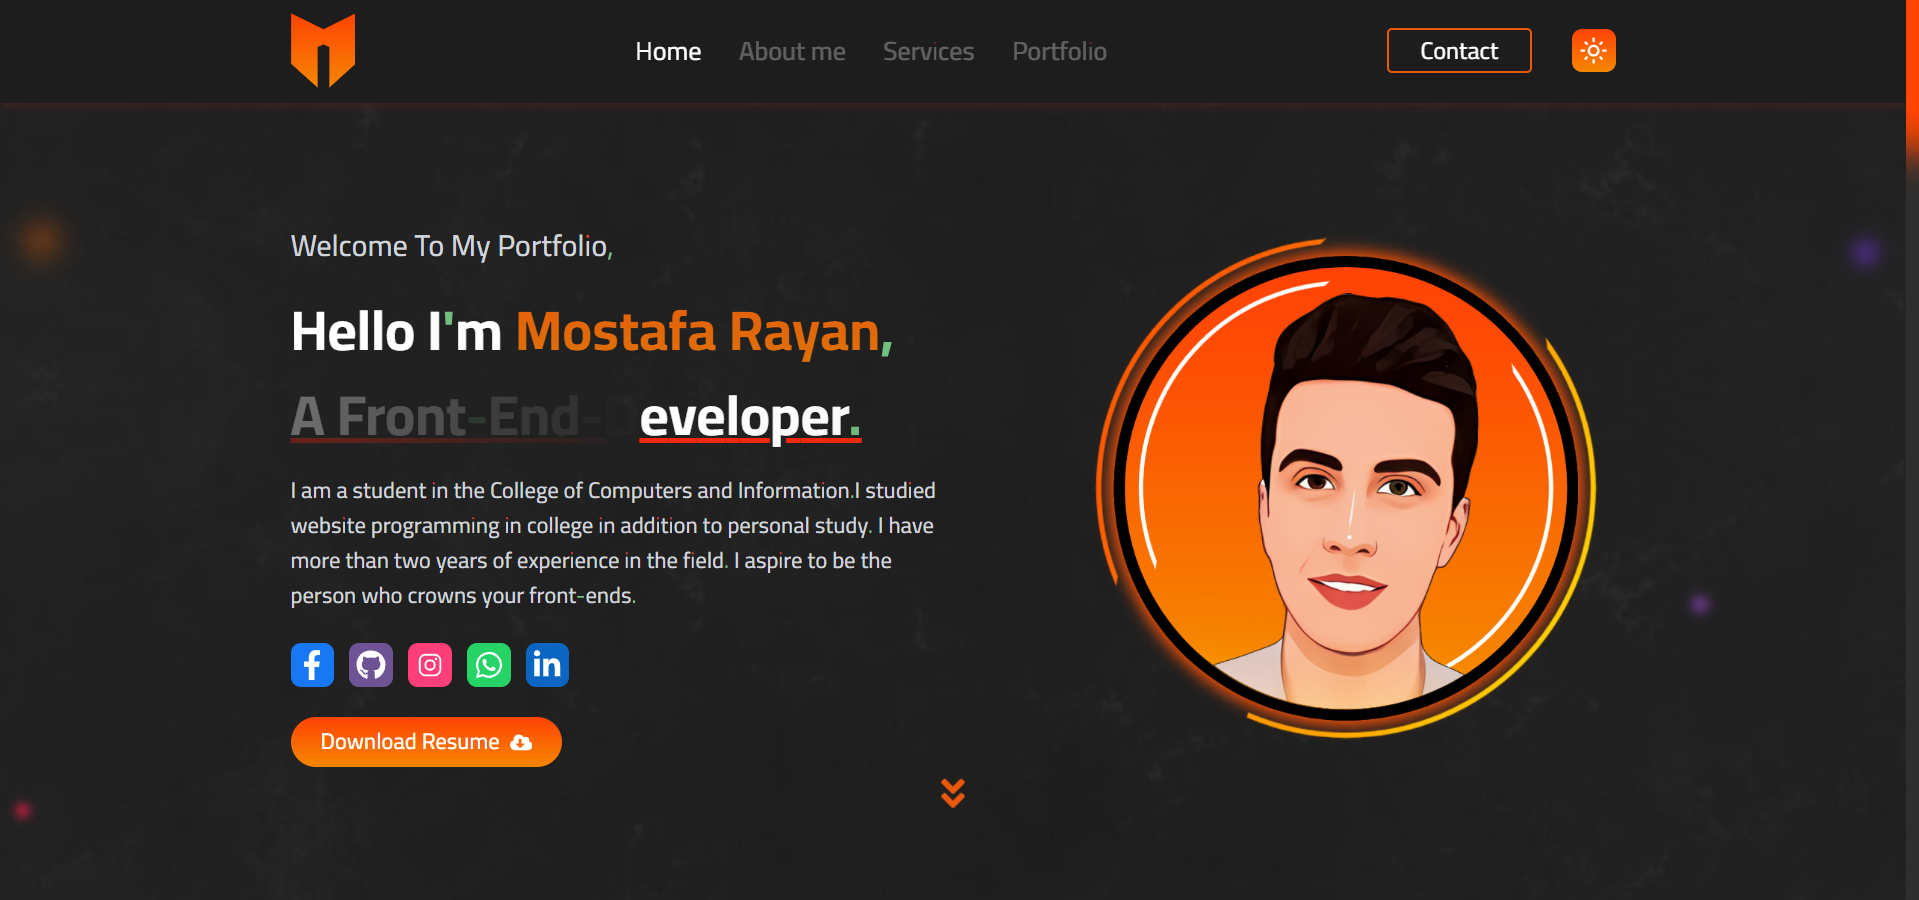 Home About me Services Portfolio Contact
Welcome To My Portfolio,
Hello I'm Mostafa Rayan,
A Front-End-Developer.
I am a student in the College of Computers and Information.I studied
website programming in college in addition to personal study. I have
more than two years of experience in the field. I aspire to be the
person who crowns your front-ends.
Download Resume